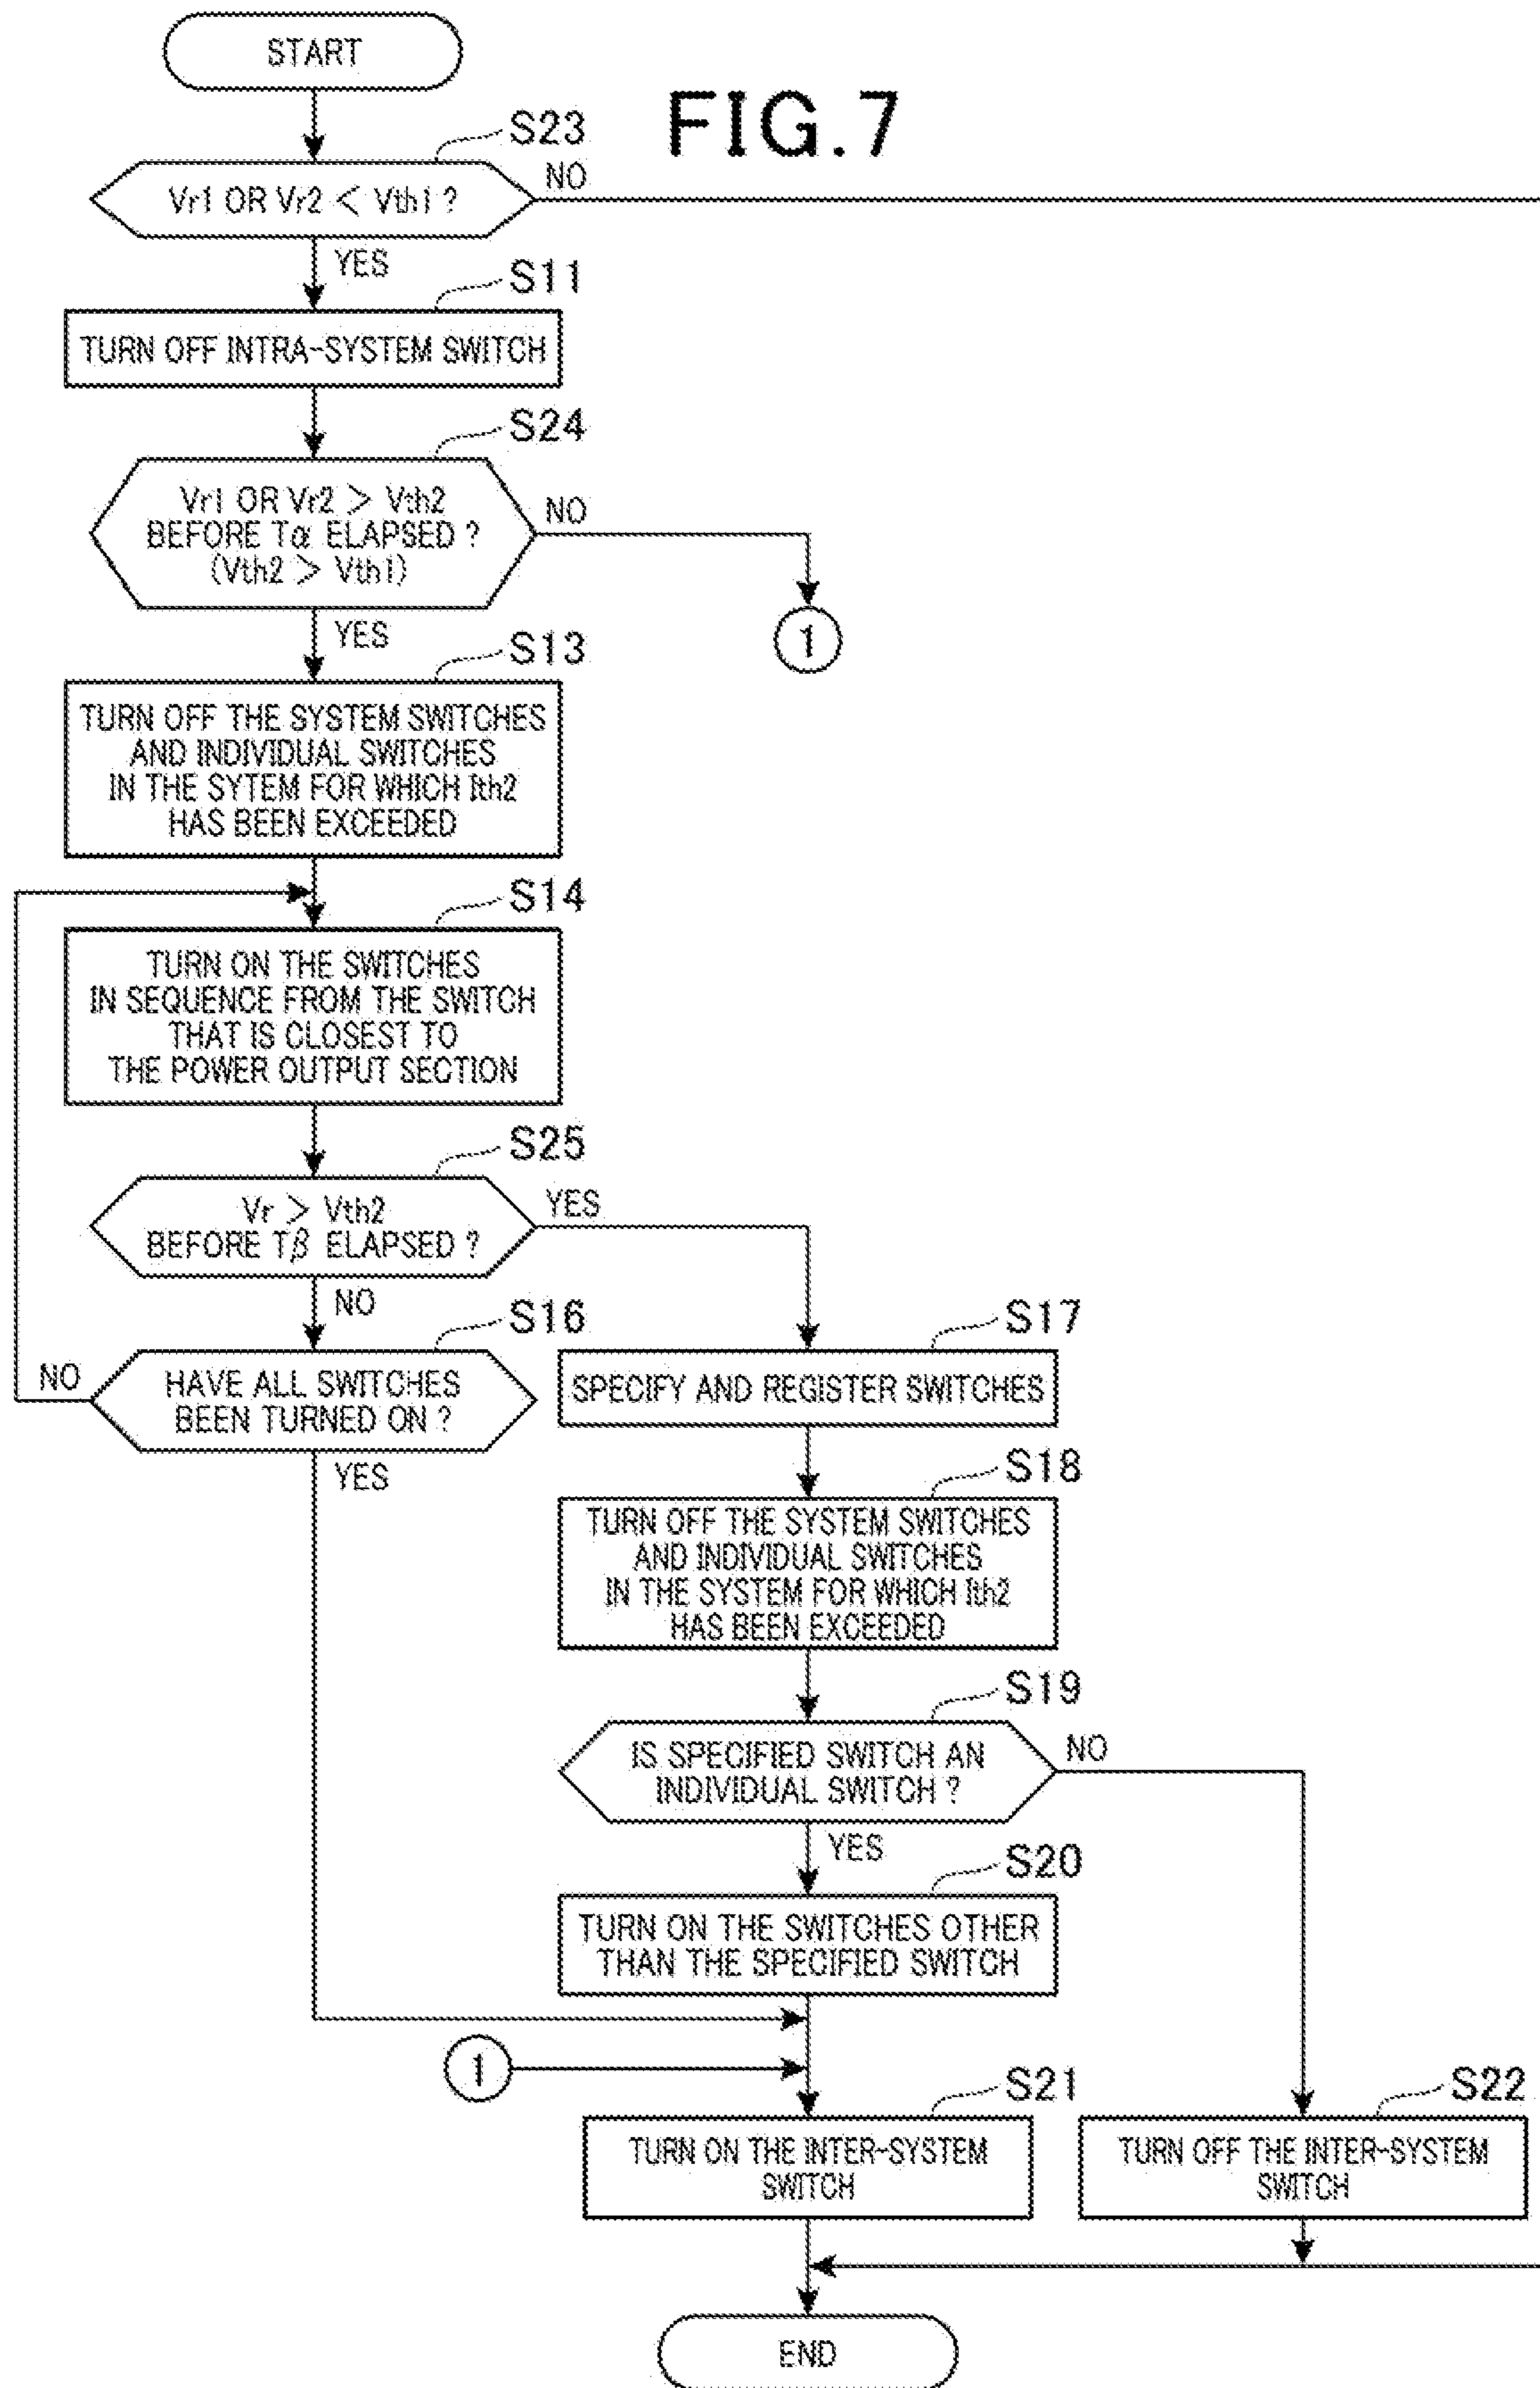 START
FIG.7
S23
Vr1 OR Vr2 < Vth1 ?
NO
YES
S11
TURN OFF INTRA-SYSTEM SWITCH
S24
Vr1 OR Vr2 > Vth2
BEFORE Tα ELAPSED ?
(Vth2 > Vth1)
NO
1
YES
S13
TURN OFF THE SYSTEM SWITCHES
AND INDIVIDUAL SWITCHES
IN THE SYTEM FOR WHICH Ith2
HAS BEEN EXCEEDED
S14
TURN ON THE SWITCHES
IN SEQUENCE FROM THE SWITCH
THAT IS CLOSEST TO
THE POWER OUTPUT SECTION
S25
Vr > Vth2
BEFORE Tβ ELAPSED ?
YES
NO
S16
HAVE ALL SWITCHES
BEEN TURNED ON ?
NO
YES
S17
SPECIFY AND REGISTER SWITCHES
S18
TURN OFF THE SYSTEM SWITCHES
AND INDIVIDUAL SWITCHES
IN THE SYSTEM FOR WHICH Ith2
HAS BEEN EXCEEDED
S19
IS SPECIFIED SWITCH AN
INDIVIDUAL SWITCH ?
NO
YES
S20
TURN ON THE SWITCHES OTHER
THAN THE SPECIFIED SWITCH
1
S21
TURN ON THE INTER-SYSTEM
SWITCH
S22
TURN OFF THE INTER-SYSTEM
SWITCH
END